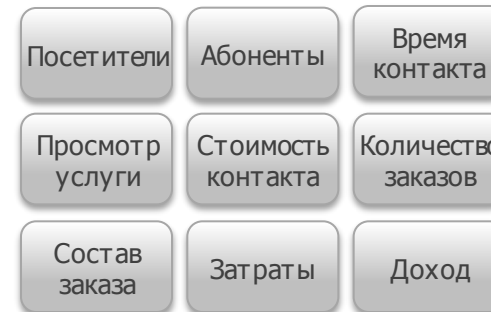 Посетители Абоненты Время контакта
Просмотр услуги Стоимость контакта Количество заказов
Состав заказа Затраты Доход